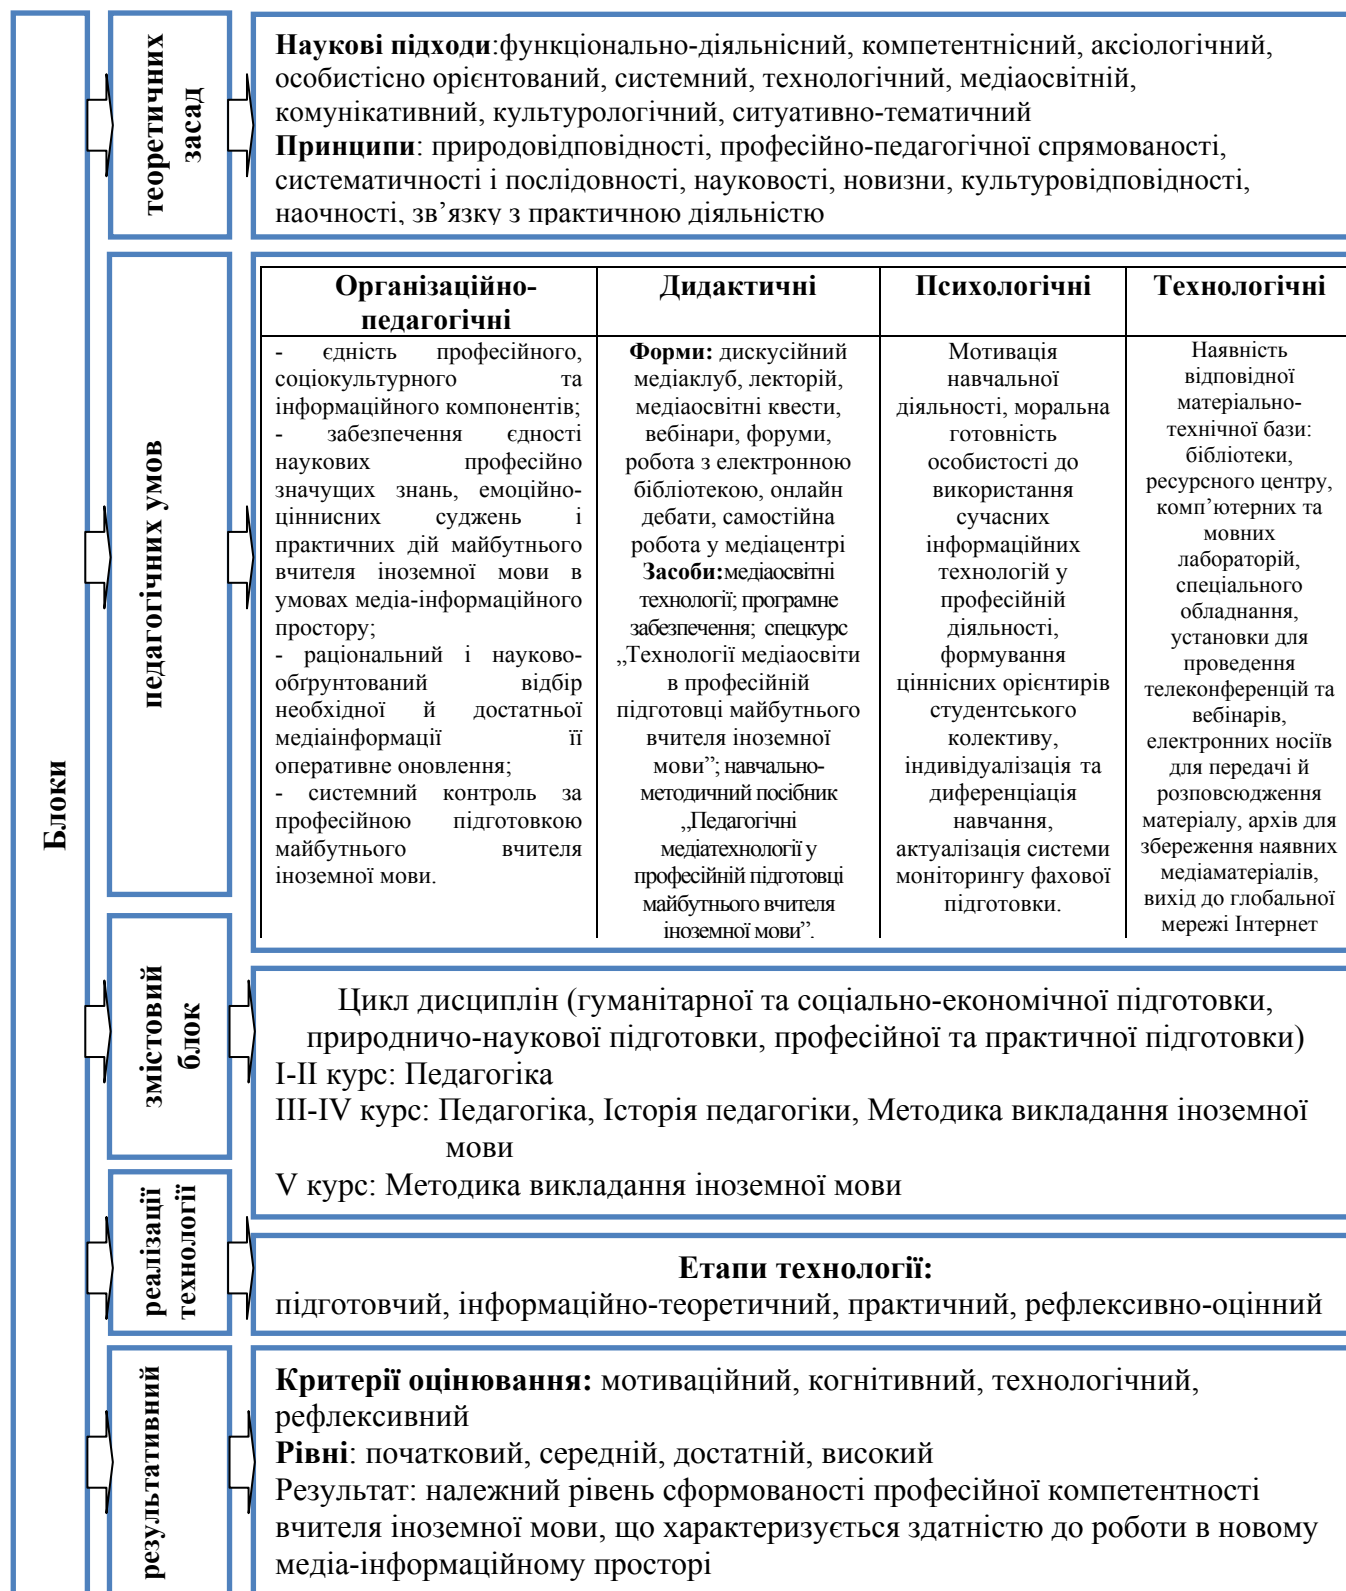 Блоки
теоретичних
засад
Наукові підходи:функціонально-діяльнісний, компетентнісний, аксіологічний,
особистісно орієнтований, системний, технологічний, медіаосвітній,
комунікативний, культурологічний, ситуативно-тематичний
Принципи: природовідповідності, професійно-педагогічної спрямованості,
систематичності і послідовності, науковості, новизни, культуровідповідності,
наочності, зв’язку з практичною діяльністю
педагогічних умов
Організаційно-
педагогічні
- єдність професійного,
соціокультурного та
інформаційного компонентів;
- забезпечення єдності
наукових професійно
значущих знань, емоційно-
ціннисних суджень і
практичних дій майбутнього
вчителя іноземної мови в
умовах медіа-інформаційного
простору;
- раціональний і науково-
обґрунтований відбір
необхідної й достатньої
медіаінформації її
оперативне оновлення;
- системний контроль за
професійною підготовкою
майбутнього вчителя
іноземної мови.
Дидактичні
Форми: дискусійний
медіаклуб, лекторій,
медіаосвітні квести,
вебінари, форуми,
робота з електронною
бібліотекою, онлайн
дебати, самостійна
робота у медіацентрі
Засоби:медіаосвітні
технології; програмне
забезпечення; спецкурс
„Технології медіаосвіти
в професійній
підготовці майбутнього
вчителя іноземної
мови”; навчально-
методичний посібник
„Педагогічні
медіатехнології у
професійній підготовці
майбутнього вчителя
іноземної мови”.
Психологічні
Мотивація
навчальної
діяльності, моральна
готовність
особистості до
використання
сучасних
інформаційних
технологій у
професійній
діяльності,
формування
ціннісних орієнтирів
студентського
колективу,
індивідуалізація та
диференціація
навчання,
актуалізація системи
моніторингу фахової
підготовки.
Технологічні
Наявність
відповідної
матеріально-
технічної бази:
бібліотеки,
ресурсного центру,
комп’ютерних та
мовних
лабораторій,
спеціального
обладнання,
установки для
проведення
телеконференцій та
вебінарів,
електронних носіїв
для передачі й
розповсюдження
матеріалу, архів для
збереження наявних
медіаматеріалів,
вихід до глобальної
мережі Інтернет
змістовий
блок
Цикл дисциплін (гуманітарної та соціально-економічної підготовки,
природничо-наукової підготовки, професійної та практичної підготовки)
І-ІІ курс: Педагогіка
ІІІ-ІV курс: Педагогіка, Історія педагогіки, Методика викладання іноземної
мови
V курс: Методика викладання іноземної мови
реалізації
технології
Етапи технології:
підготовчий, інформаційно-теоретичний, практичний, рефлексивно-оцінний
результативний
Критерії оцінювання: мотиваційний, когнітивний, технологічний,
рефлексивний
Рівні: початковий, середній, достатній, високий
Результат: належний рівень сформованості професійної компетентності
вчителя іноземної мови, що характеризується здатністю до роботи в новому
медіа-інформаційному просторі